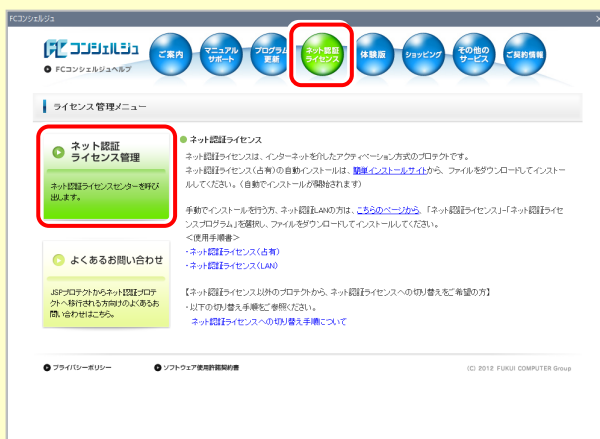 FCコンシェルジュ
FC コンシェルジュ
FCコンシェルジュヘルプ
ご案内
マニュアル
サポート
プログラム
更新
ネット認証
ライセンス
体験版
ショッピング
その他の
サービス
ご契約情報
ライセンス管理メニュー
ネット認証
ライセンス管理
ネット認証ライセンスセンターを呼び
出します。
よくあるお問い合わせ
JSPプロテクトからネット認証プロテ
クトへ移行される方向けのよくあるお
問い合わせはこちら。
ネット認証ライセンス
ネット認証ライセンスは、インターネットを介したアクティベーション方式のプロテクトです。
ネット認証ライセンス(占有)の自動インストールは、簡単インストールサイトから、ファイルをダウンロードしてインストー
ルしてください。(自動でインストールが開始されます)
手動でインストールを行う方、ネット認証LANの方は、こちらのページから、「ネット認証ライセンス」-「ネット認証ライセ
ンスプログラム」を選択し、ファイルをダウンロードしてインストールしてください。
<使用手順書>
・ネット認証ライセンス(占有)
・ネット認証ライセンス(LAN)
【ネット認証ライセンス以外のプロテクトから、ネット認証ライセンスへの切り替えをご希望の方】
・以下の切り替え手順をご参照ください。
ネット認証ライセンスへの切り替え手順について
プライバシーポリシー
ソフトウェア使用許諾契約書
(C) 2012 FUKUI COMPUTER Group